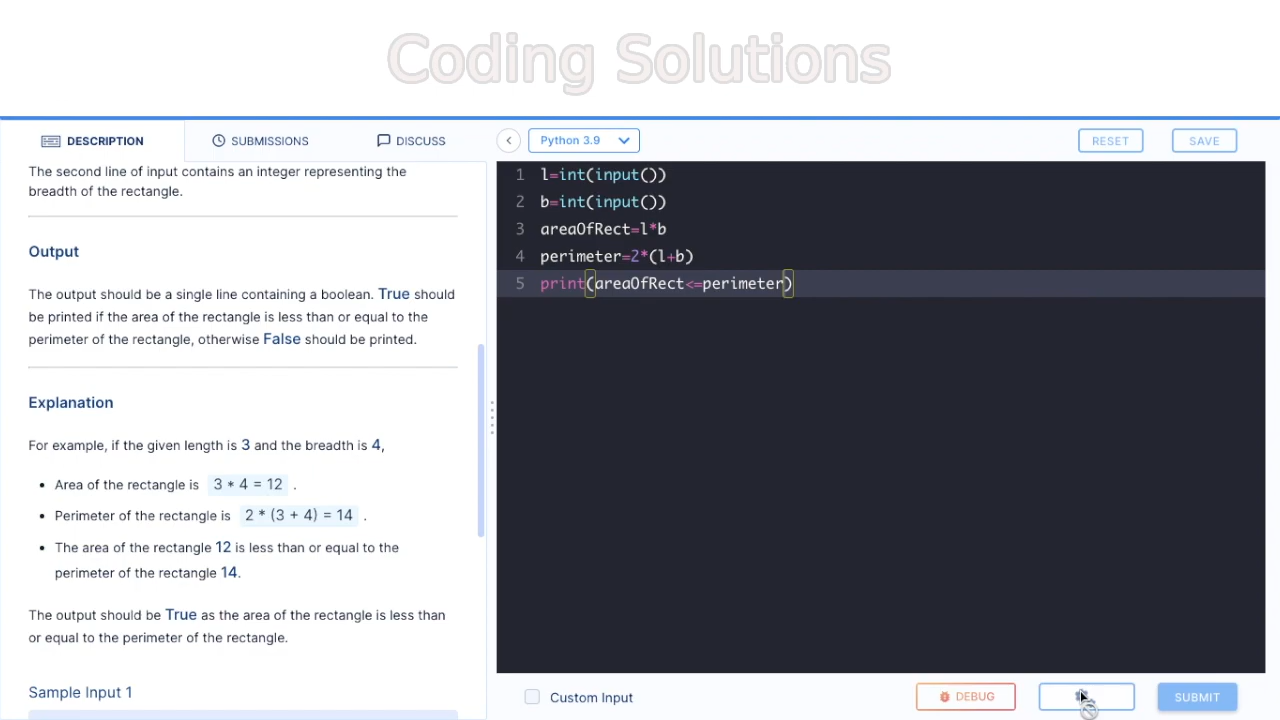 Coding Solutions
DESCRIPTION
SUBMISSIONS
DISCUSS
Python 3.9
RESET
SAVE
The second line of input contains an integer representing the
breadth of the rectangle.
Output
The output should be a single line containing a boolean. True should
be printed if the area of the rectangle is less than or equal to the
perimeter of the rectangle, otherwise False should be printed.
Explanation
For example, if the given length is 3 and the breadth is 4,
• Area of the rectangle is 3 * 4 = 12 .
• Perimeter of the rectangle is 2 * (3 + 4) = 14 .
• The area of the rectangle 12 is less than or equal to the
perimeter of the rectangle 14.
The output should be True as the area of the rectangle is less than
or equal to the perimeter of the rectangle.
Sample Input 1
1 l=int(input())
2 b=int(input())
3 areaOfRect=l*b
4 perimeter=2*(l+b)
5 print(areaOfRect<=perimeter)
Custom Input
DEBUG
SUBMIT